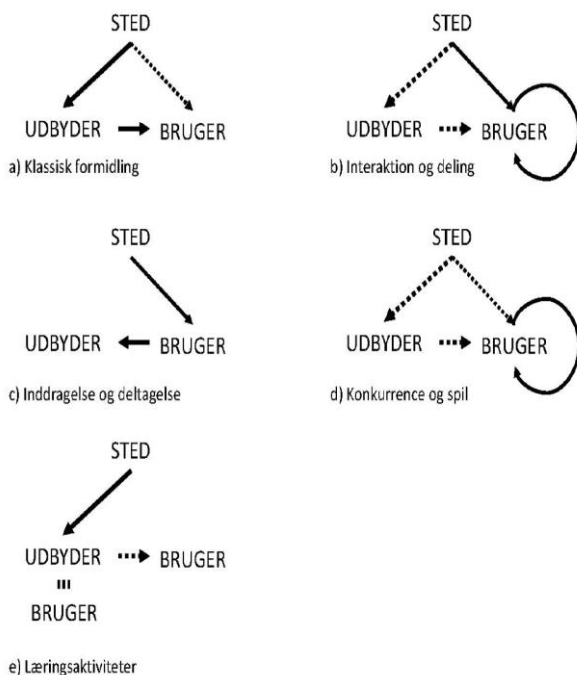 STED
UDBYDER BRUGER
a) Klassisk formidling
STED
UDBYDER BRUGER
b) Interaktion og deling
STED
UDBYDER BRUGER
c) Inddragelse og deltagelse
STED
UDBYDER BRUGER
d) Konkurrence og spil
STED
UDBYDER BRUGER
BRUGER
e) Læringsaktiviteter